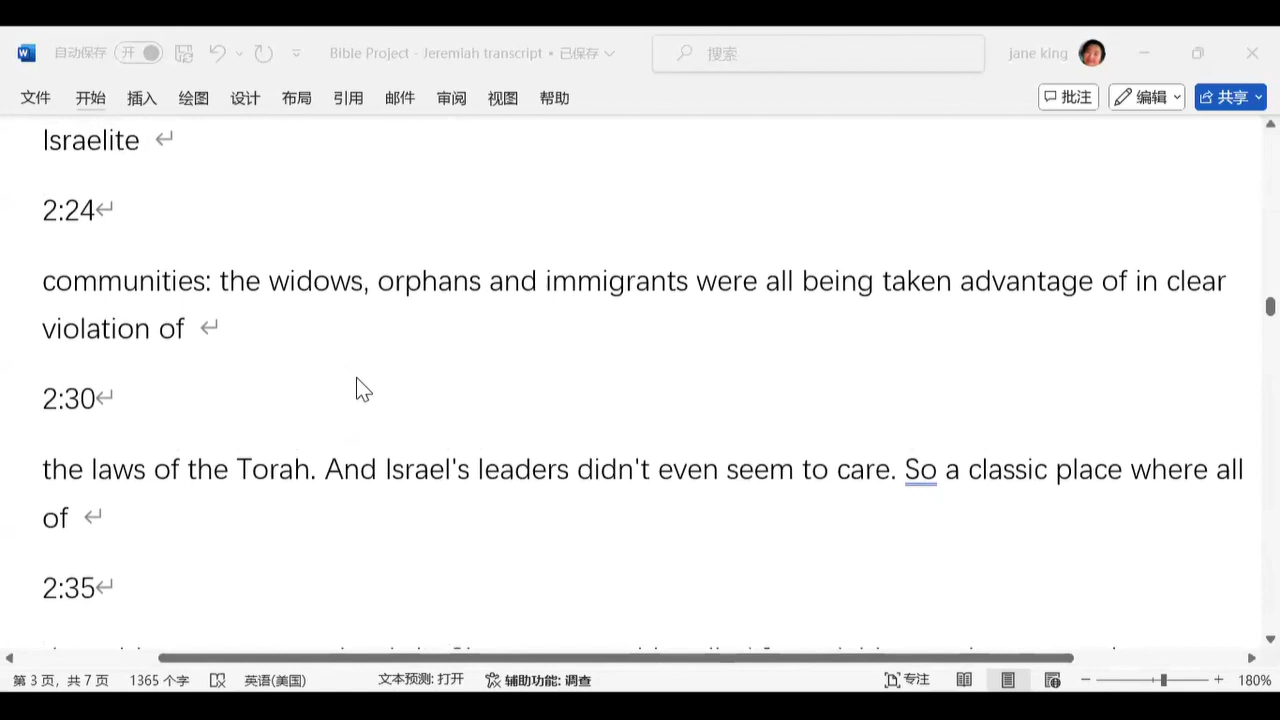 自动保存 开 Bible Project - Jeremiah transcript • 已保存 搜索 jane king
文件 开始 插入 绘图 设计 布局 引用 邮件 审阅 视图 帮助 批注 编辑 共享
Israelite
2:24
communities: the widows, orphans and immigrants were all being taken advantage of in clear
violation of
2:30
the laws of the Torah. And Israel's leaders didn't even seem to care. So a classic place where all
of
2:35
第 3 页，共 7 页 1365 个字 英语(美国) 文本预测: 打开 辅助功能: 调查 专注 180%